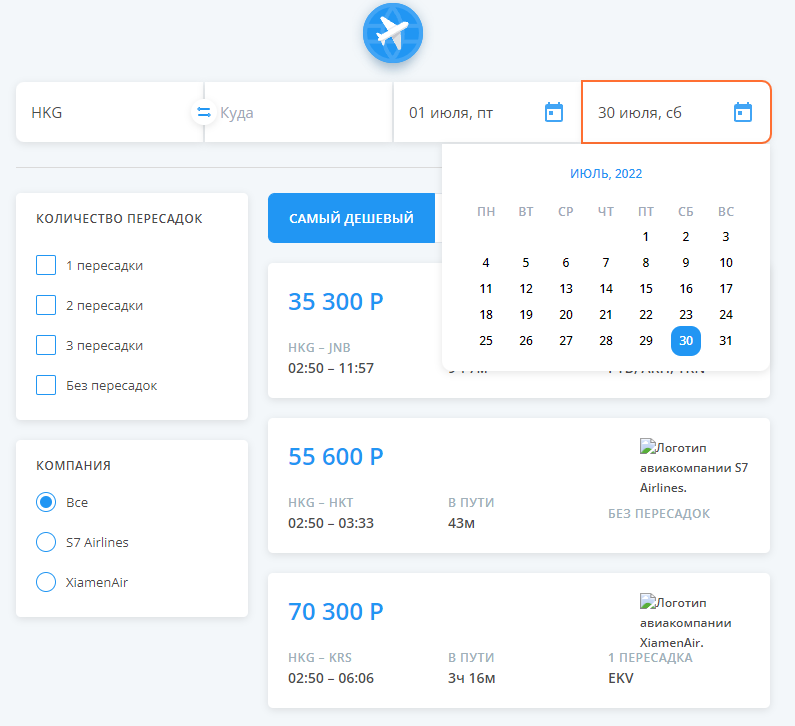 HKG
Куда
01 июля, пт
30 июля, сб
ИЮЛЬ, 2022
ПН ВТ СР ЧТ ПТ СБ ВС
1 2 3
4 5 6 7 8 9 10
11 12 13 14 15 16 17
18 19 20 21 22 23 24
25 26 27 28 29 30 31
КОЛИЧЕСТВО ПЕРЕСАДОК
1 пересадки
2 пересадки
3 пересадки
Без пересадок
КОМПАНИЯ
Все
S7 Airlines
XiamenAir
САМЫЙ ДЕШЕВЫЙ
35 300 Р
HKG – JNB
02:50 – 11:57
55 600 Р
Логотип
авиакомпании S7
Airlines.
HKG – HKT
02:50 – 03:33
В ПУТИ
43м
БЕЗ ПЕРЕСАДОК
70 300 Р
Логотип
авиакомпании
XiamenAir.
HKG – KRS
02:50 – 06:06
В ПУТИ
3ч 16м
1 ПЕРЕСАДКА
EKV